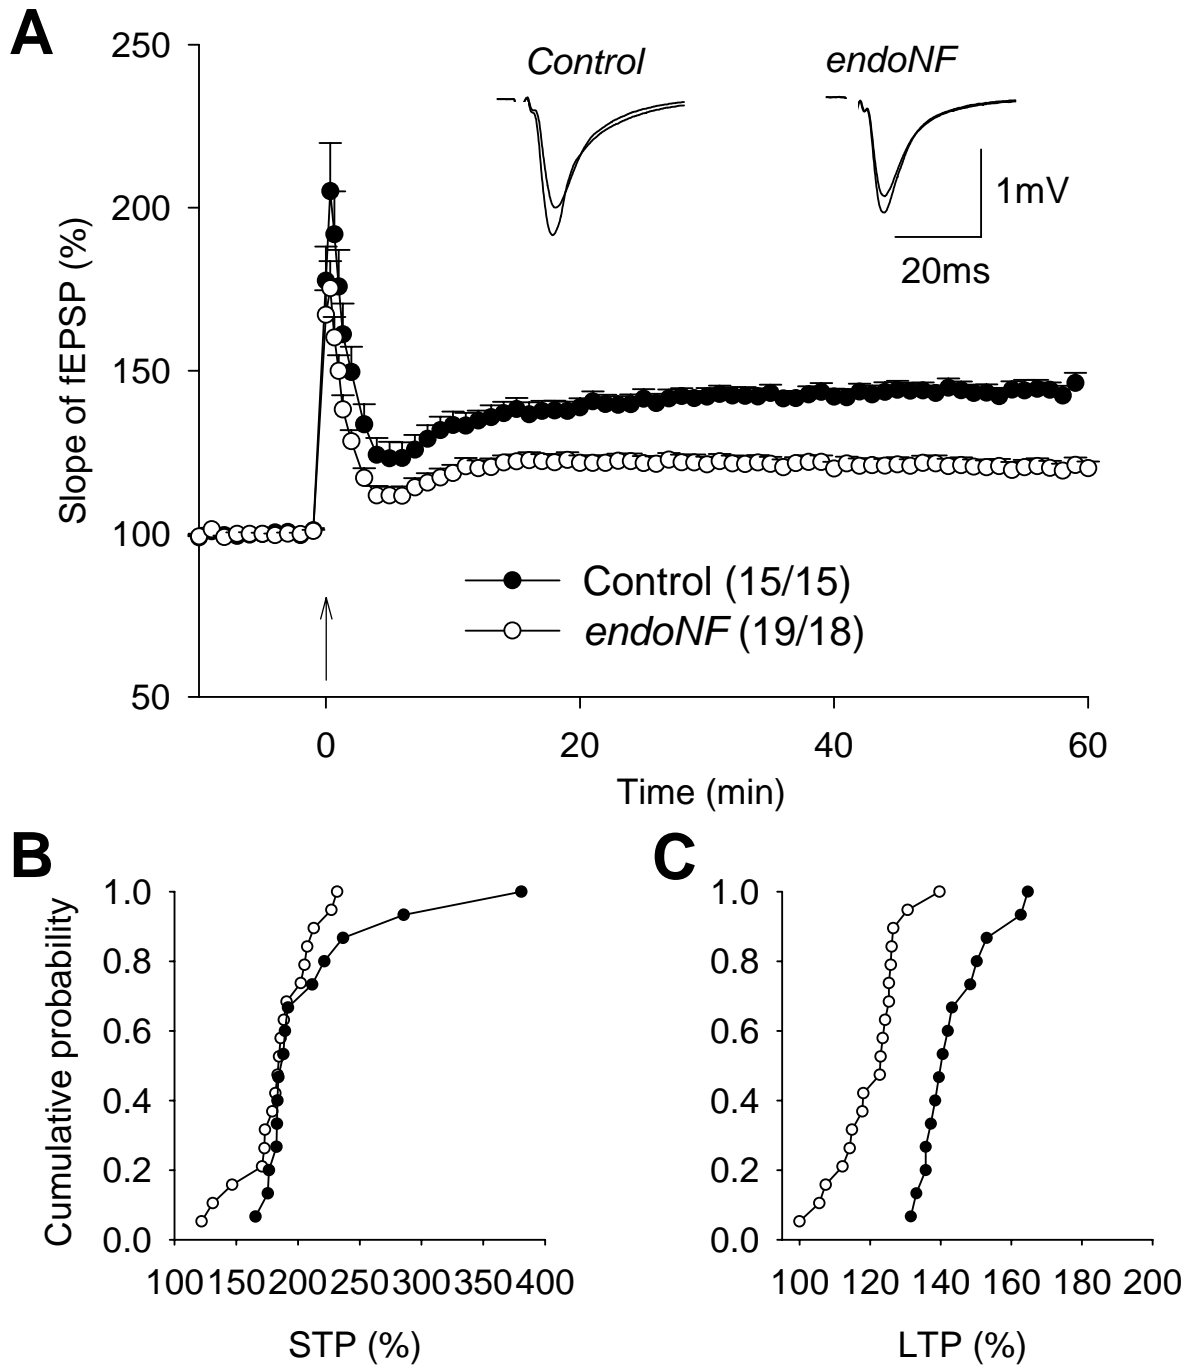 A
250
200
150
100
50
Slope of fEPSP (%)
Control
endoNF
1mV
20ms
Control (15/15)
endoNF (19/18)
0 20 40 60
Time (min)
B
1.0
0.8
0.6
0.4
0.2
0.0
Cumulative probability
100 150 200 250 300 350 400
STP (%)
C
1.0
0.8
0.6
0.4
0.2
0.0
100 120 140 160 180 200
LTP (%)